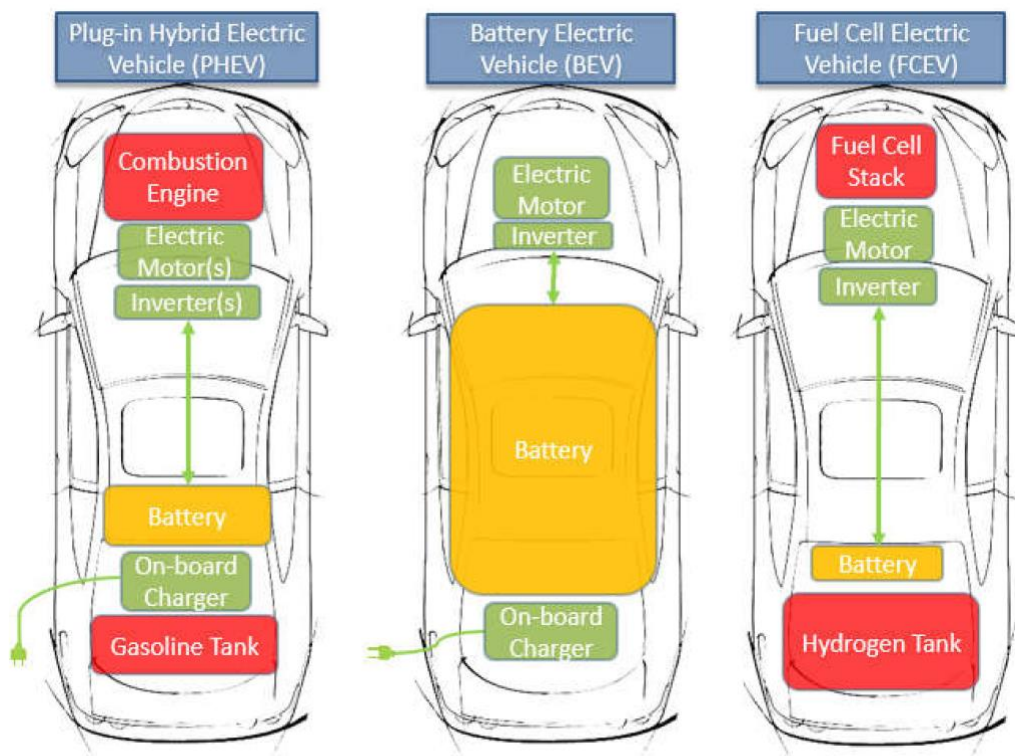 Plug-in Hybrid Electric
Vehicle (PHEV)
Combustion
Engine
Electric
Motor(s)
Inverter(s)
Battery
On-board
Charger
Gasoline Tank
Battery Electric
Vehicle (BEV)
Electric
Motor
Inverter
Battery
On-board
Charger
Fuel Cell Electric
Vehicle (FCEV)
Fuel Cell
Stack
Electric
Motor
Inverter
Battery
Hydrogen Tank